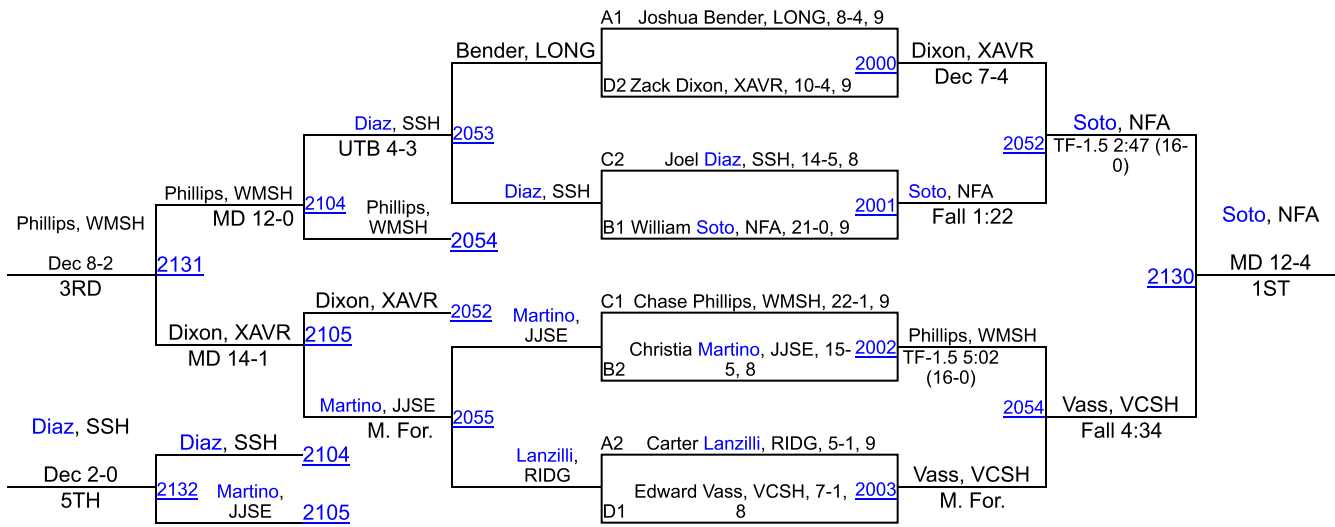 A1 Joshua Bender, LONG, 8-4, 9
Bender, LONG
2000
Dixon, XAVR
D2 Zack Dixon, XAVR, 10-4, 9
Dec 7-4
Diaz, SSH
2053
UTB 4-3
2052
Soto, NFA
TF-1.5 2:47 (16-
0)
C2 Joel Diaz, SSH, 14-5, 8
Diaz, SSH
2001
Soto, NFA
B1 William Soto, NFA, 21-0, 9
Fall 1:22
Phillips, WMSH
2104
MD 12-0
Phillips,
WMSH
2054
Phillips, WMSH
Dec 8-2
2131
3RD
Soto, NFA
MD 12-4
2130
1ST
Dixon, XAVR
2052
Dixon, XAVR
2105
MD 14-1
Martino,
JJSE
C1 Chase Phillips, WMSH, 22-1, 9
Christia Martino, JJSE, 15-
5, 8
B2
2002
Phillips, WMSH
TF-1.5 5:02
(16-0)
Martino, JJSE
2055
M. For.
2054
Vass, VCSH
Fall 4:34
Diaz, SSH
Dec 2-0
5TH
Diaz, SSH
2104
2132
Martino,
JJSE
2105
Lanzilli,
RIDG
A2 Carter Lanzilli, RIDG, 5-1, 9
Edward Vass, VCSH, 7-1,
8
D1
2003
Vass, VCSH
M. For.